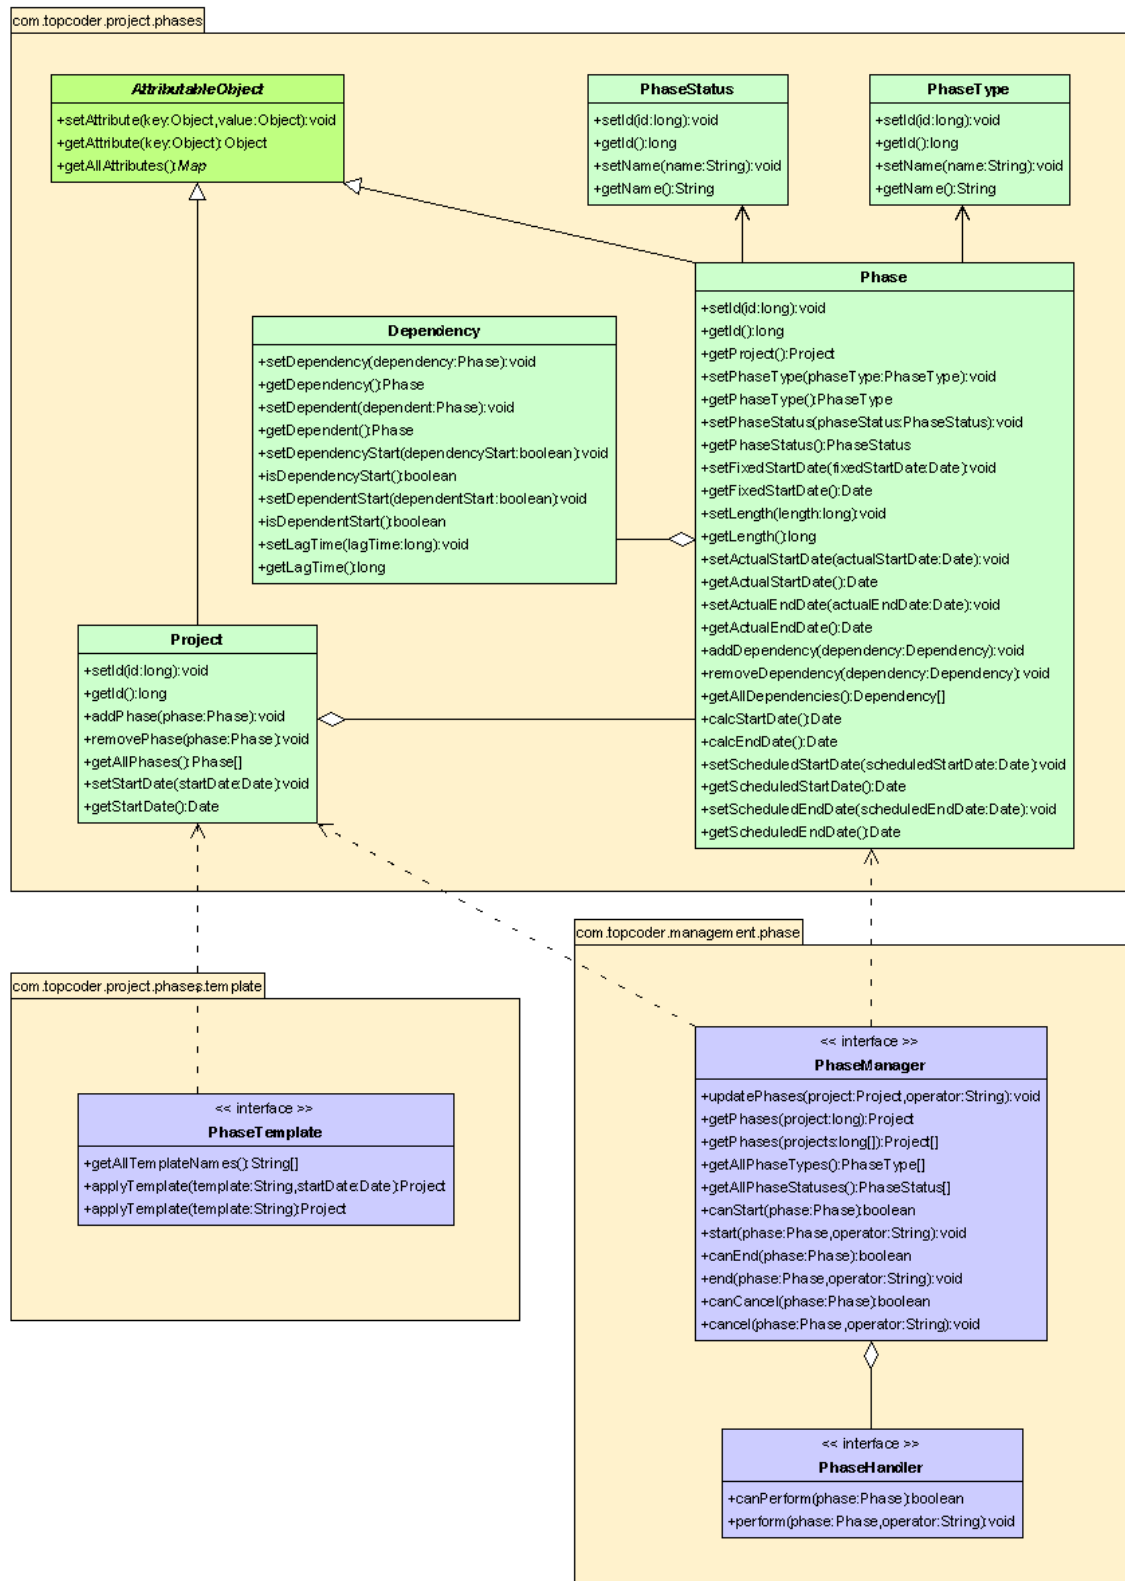 com.topcoder.project.phases
AttributableObject
+setAttribute(key:Object,value:Object):void
+getAttribute(key:Object):Object
+getAllAttributes():Map
PhaseStatus
+setId(id:long):void
+getId():long
+setName(name:String):void
+getName():String
PhaseType
+setId(id:long):void
+getId():long
+setName(name:String):void
+getName():String
Phase
+setId(id:long):void
+getId():long
+getProject():Project
+setPhaseType(phaseType:PhaseType):void
+getPhaseType():PhaseType
+setPhaseStatus(phaseStatus:PhaseStatus):void
+getPhaseStatus():PhaseStatus
+setFixedStartDate(fixedStartDate:Date):void
+getFixedStartDate():Date
+setLength(length:long):void
+getLength():long
+setActualStartDate(actualStartDate:Date):void
+getActualStartDate():Date
+setActualEndDate(actualEndDate:Date):void
+getActualEndDate():Date
+addDependency(dependency:Dependency):void
+removeDependency(dependency:Dependency):void
+getAllDependencies():Dependency[]
+calcStartDate():Date
+calcEndDate():Date
+setScheduledStartDate(scheduledStartDate:Date):void
+getScheduledStartDate():Date
+setScheduledEndDate(scheduledEndDate:Date):void
+getScheduledEndDate():Date
Dependency
+setDependency(dependency:Phase):void
+getDependency():Phase
+setDependent(dependent:Phase):void
+getDependent():Phase
+setDependencyStart(dependencyStart:boolean):void
+isDependencyStart():boolean
+setDependentStart(dependentStart:boolean):void
+isDependentStart():boolean
+setLagTime(lagTime:long):void
+getLagTime():long
Project
+setId(id:long):void
+getId():long
+addPhase(phase:Phase):void
+removePhase(phase:Phase):void
+getAllPhases():Phase[]
+setStartDate(startDate:Date):void
+getStartDate():Date
com.topcoder.project.phases.template
<< interface >>
PhaseTemplate
+getAllTemplateNames():String[]
+applyTemplate(template:String,startDate:Date):Project
+applyTemplate(template:String):Project
com.topcoder.management.phase
<< interface >>
PhaseManager
+updatePhases(project:Project,operator:String):void
+getPhases(project:long):Project
+getPhases(projects:long[]):Project[]
+getAllPhaseTypes():PhaseType[]
+getAllPhaseStatuses():PhaseStatus[]
+canStart(phase:Phase):boolean
+start(phase:Phase,operator:String):void
+canEnd(phase:Phase):boolean
+end(phase:Phase,operator:String):void
+canCancel(phase:Phase):boolean
+cancel(phase:Phase,operator:String):void
<< interface >>
PhaseHandler
+canPerform(phase:Phase):boolean
+perform(phase:Phase,operator:String):void